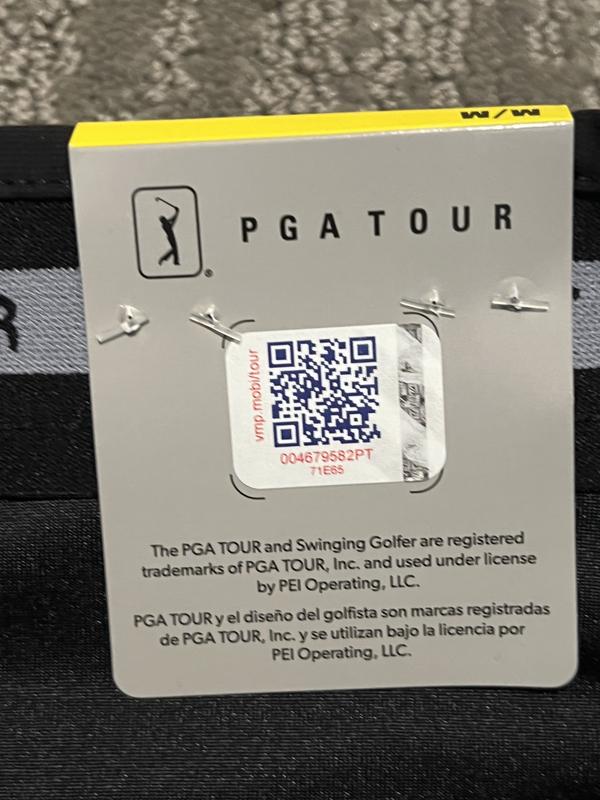 M/M
PGA TOUR
®
vmp.mobi/tour
004679582PT
71E65
The PGA TOUR and Swinging Golfer are registered
trademarks of PGA TOUR, Inc. and used under license
by PEI Operating, LLC.
PGA TOUR y el diseño del golfista son marcas registradas
de PGA TOUR, Inc. y se utilizan bajo la licencia por
PEI Operating, LLC.
R